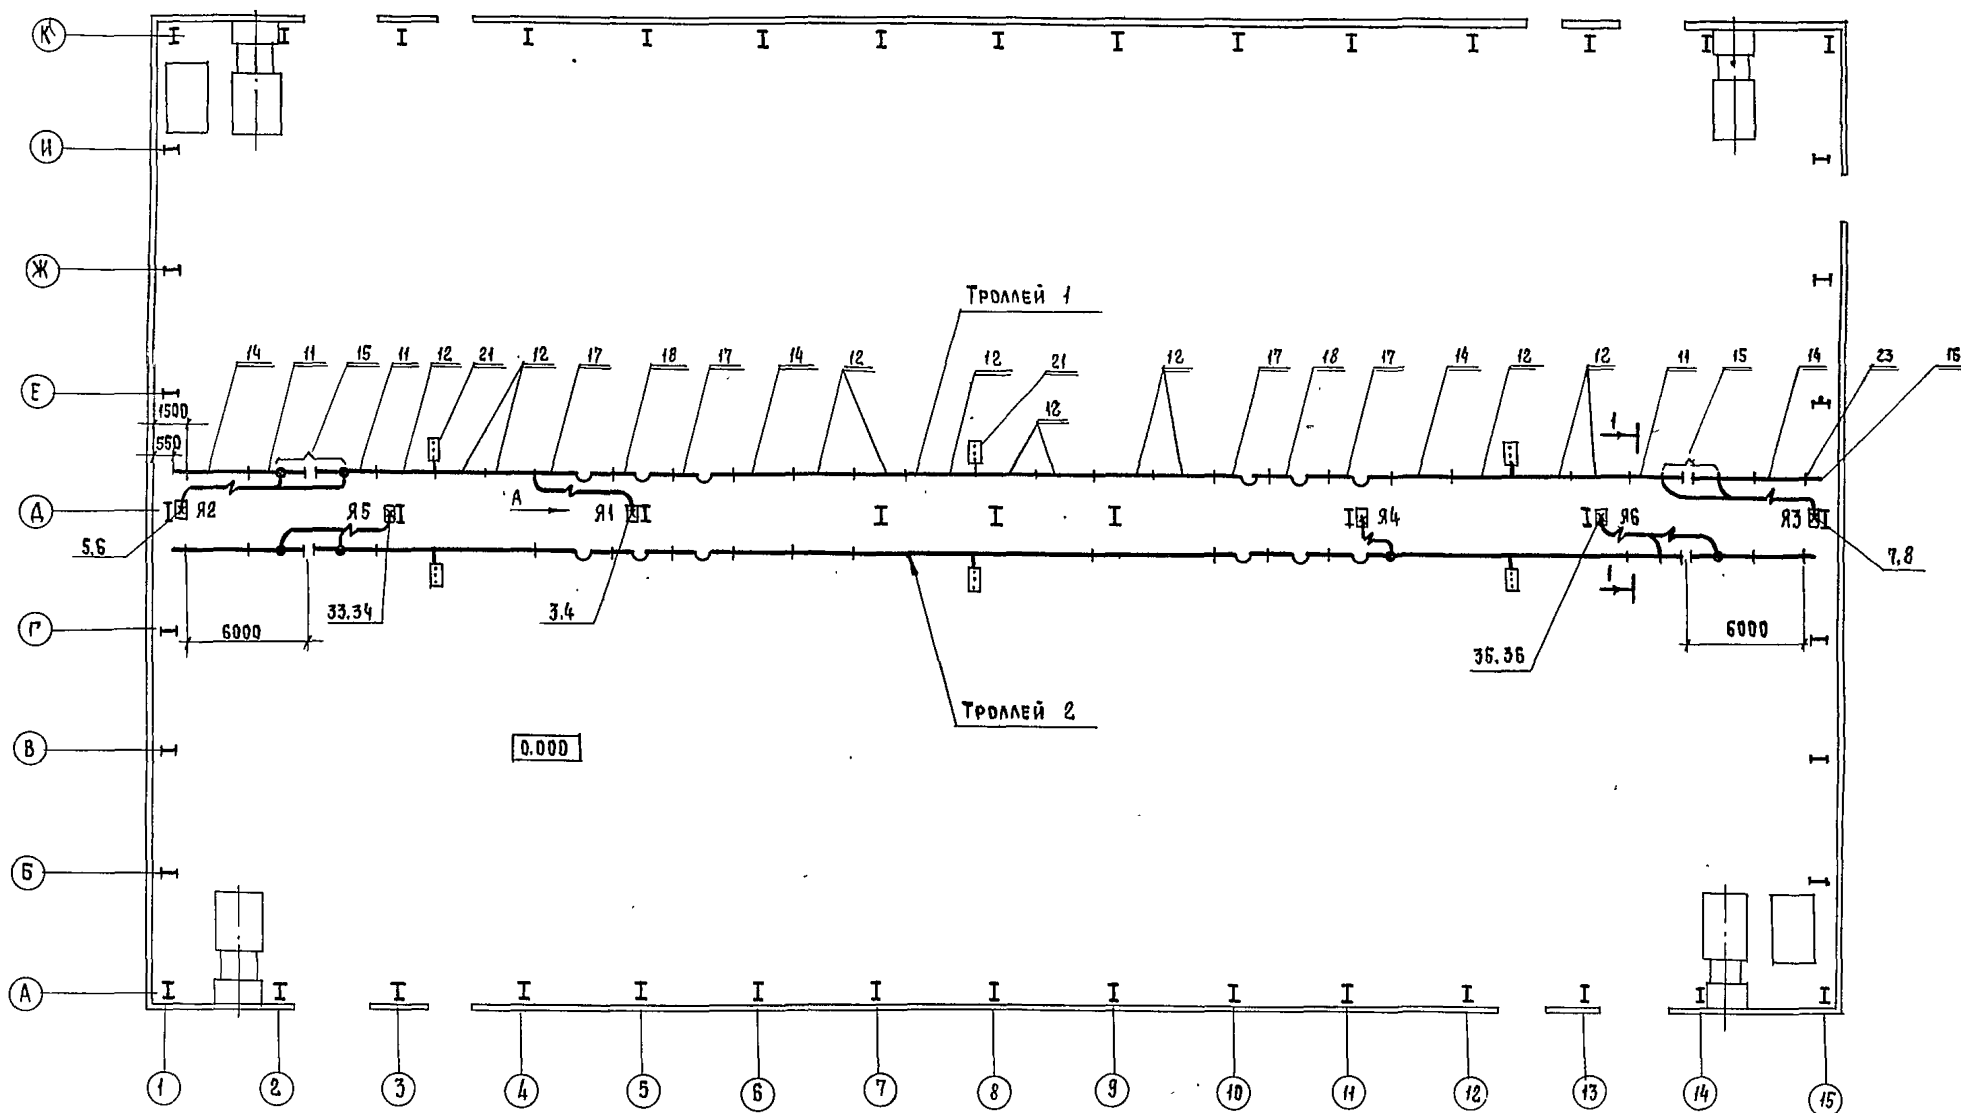 К
И
Ж
Троллей 1
14 11 15 11 12 21 12 17 18 17 14 12 12 21 12 17 18 17 14 12 12 11 15 14 23 16
Е
12
1500
1
550
А
Д
Я2
Я5
Я1
Я4
Я6
Я3
5,6
7,8
33,34
3,4
1
Г
6000
6000
36,36
Троллей 2
В
0.000
Б
А
1 2 3 4 5 6 7 8 9 10 11 12 13 14 15